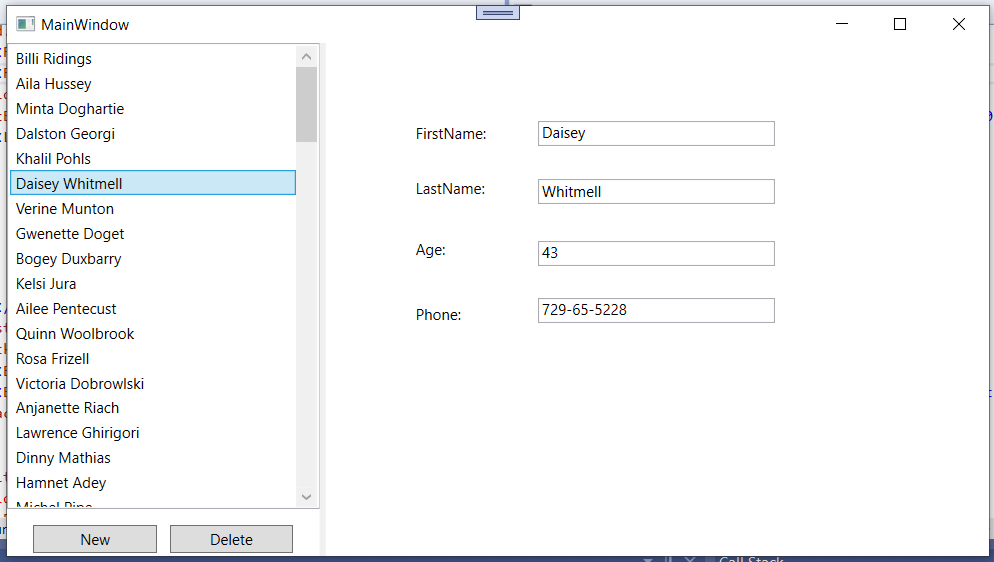 MainWindow
Billi Ridings
Aila Hussey
Minta Doghartie
Dalston Georgi
Khalil Pohls
Daisey Whitmell
Verine Munton
Gwenette Doget
Bogey Duxbarry
Kelsi Jura
Ailee Pentecust
Quinn Woolbrook
Rosa Frizell
Victoria Dobrowlski
Anjanette Riach
Lawrence Ghirigori
Dinny Mathias
Hamnet Adey
New
Delete
FirstName:
Daisey
LastName:
Whitmell
Age:
43
Phone:
729-65-5228
Call Stack